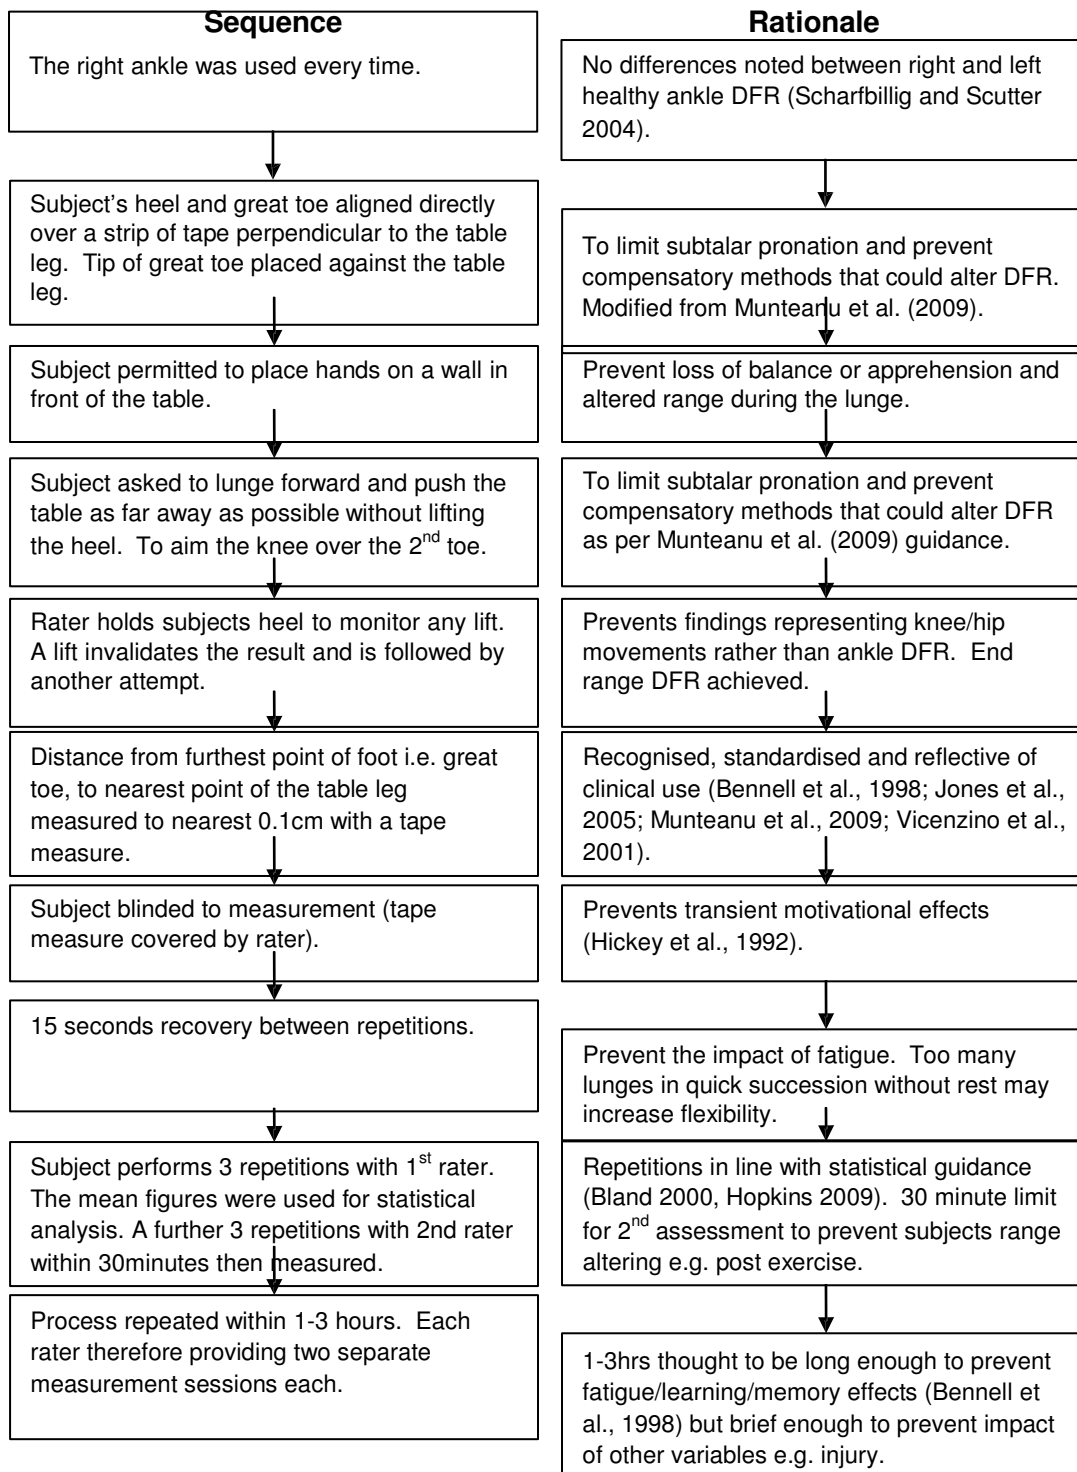 Sequence
The right ankle was used every time.
Subject's heel and great toe aligned directly
over a strip of tape perpendicular to the table
leg. Tip of great toe placed against the table
leg.
Subject permitted to place hands on a wall in
front of the table.
Subject asked to lunge forward and push the
table as far away as possible without lifting
the heel. To aim the knee over the 2nd toe.
Rater holds subjects heel to monitor any lift.
A lift invalidates the result and is followed by
another attempt.
Distance from furthest point of foot i.e. great
toe, to nearest point of the table leg
measured to nearest 0.1cm with a tape
measure.
Subject blinded to measurement (tape
measure covered by rater).
15 seconds recovery between repetitions.
Subject performs 3 repetitions with 1st rater.
The mean figures were used for statistical
analysis. A further 3 repetitions with 2nd rater
within 30minutes then measured.
Process repeated within 1-3 hours. Each
rater therefore providing two separate
measurement sessions each.
Rationale
No differences noted between right and left
healthy ankle DFR (Scharfbillig and Scutter
2004).
To limit subtalar pronation and prevent
compensatory methods that could alter DFR.
Modified from Munteanu et al. (2009).
Prevent loss of balance or apprehension and
altered range during the lunge.
To limit subtalar pronation and prevent
compensatory methods that could alter DFR
as per Munteanu et al. (2009) guidance.
Prevents findings representing knee/hip
movements rather than ankle DFR. End
range DFR achieved.
Recognised, standardised and reflective of
clinical use (Bennell et al., 1998; Jones et al.,
2005; Munteanu et al., 2009; Vicenzino et al.,
2001).
Prevents transient motivational effects
(Hickey et al., 1992).
Prevent the impact of fatigue. Too many
lunges in quick succession without rest may
increase flexibility.
Repetitions in line with statistical guidance
(Bland 2000, Hopkins 2009). 30 minute limit
for 2nd assessment to prevent subjects range
altering e.g. post exercise.
1-3hrs thought to be long enough to prevent
fatigue/learning/memory effects (Bennell et
al., 1998) but brief enough to prevent impact
of other variables e.g. injury.